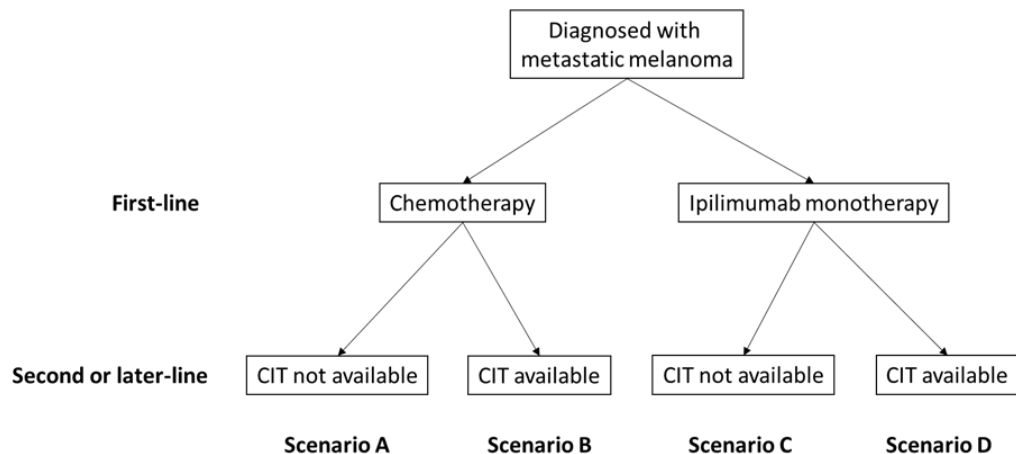 Diagnosed with
metastatic melanoma
First-line
Chemotherapy
Ipilimumab monotherapy
Second or later-line
CIT not available
CIT available
CIT not available
CIT available
Scenario A
Scenario B
Scenario C
Scenario D